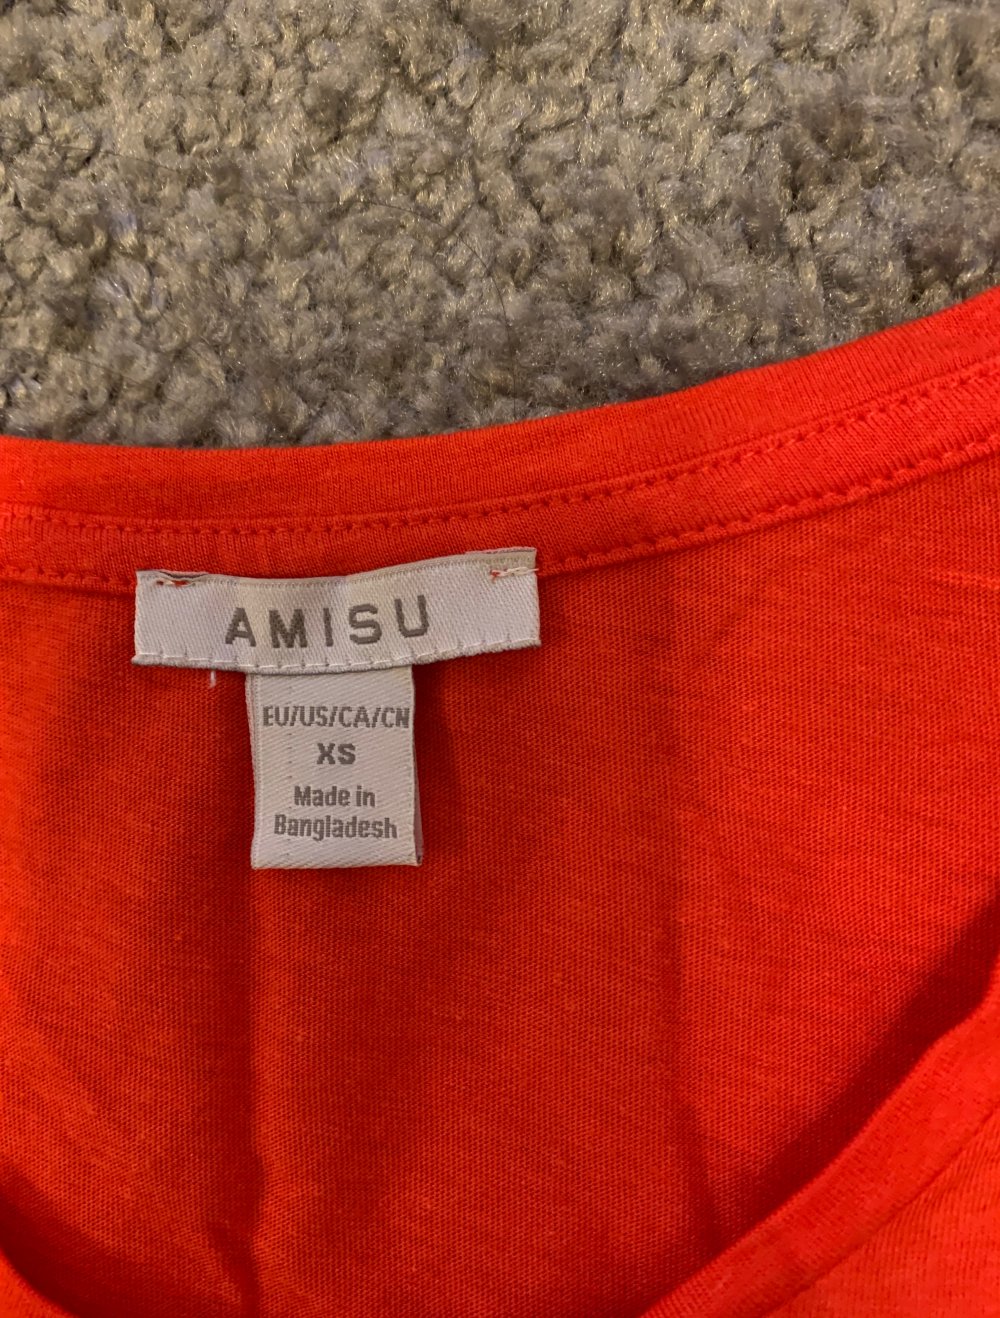 AMISU
EU/US/CA/CN
XS
Made in
Bangladesh